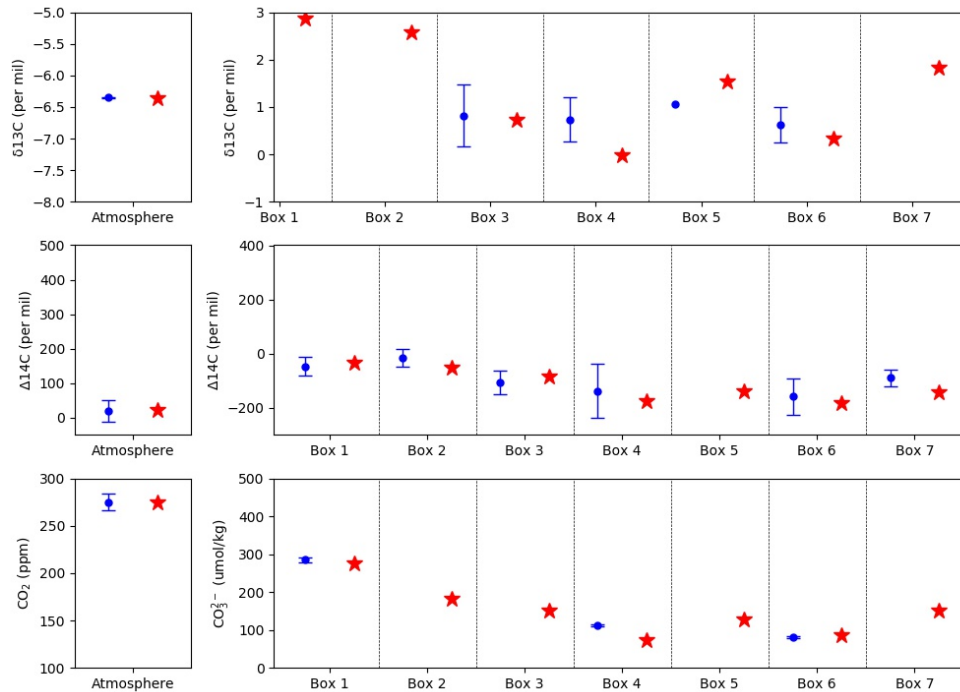 δ13C (per mil)
−5.0
−5.5
−6.0
−6.5
−7.0
−7.5
−8.0
Atmosphere
δ13C (per mil)
3
2
1
0
−1
Box 1 Box 2 Box 3 Box 4 Box 5 Box 6 Box 7
Δ14C (per mil)
500
400
300
200
100
0
Atmosphere
Δ14C (per mil)
400
200
0
−200
Box 1 Box 2 Box 3 Box 4 Box 5 Box 6 Box 7
CO₂ (ppm)
300
250
200
150
100
Atmosphere
CO₃²⁻ (umol/kg)
500
400
300
200
100
0
Box 1 Box 2 Box 3 Box 4 Box 5 Box 6 Box 7